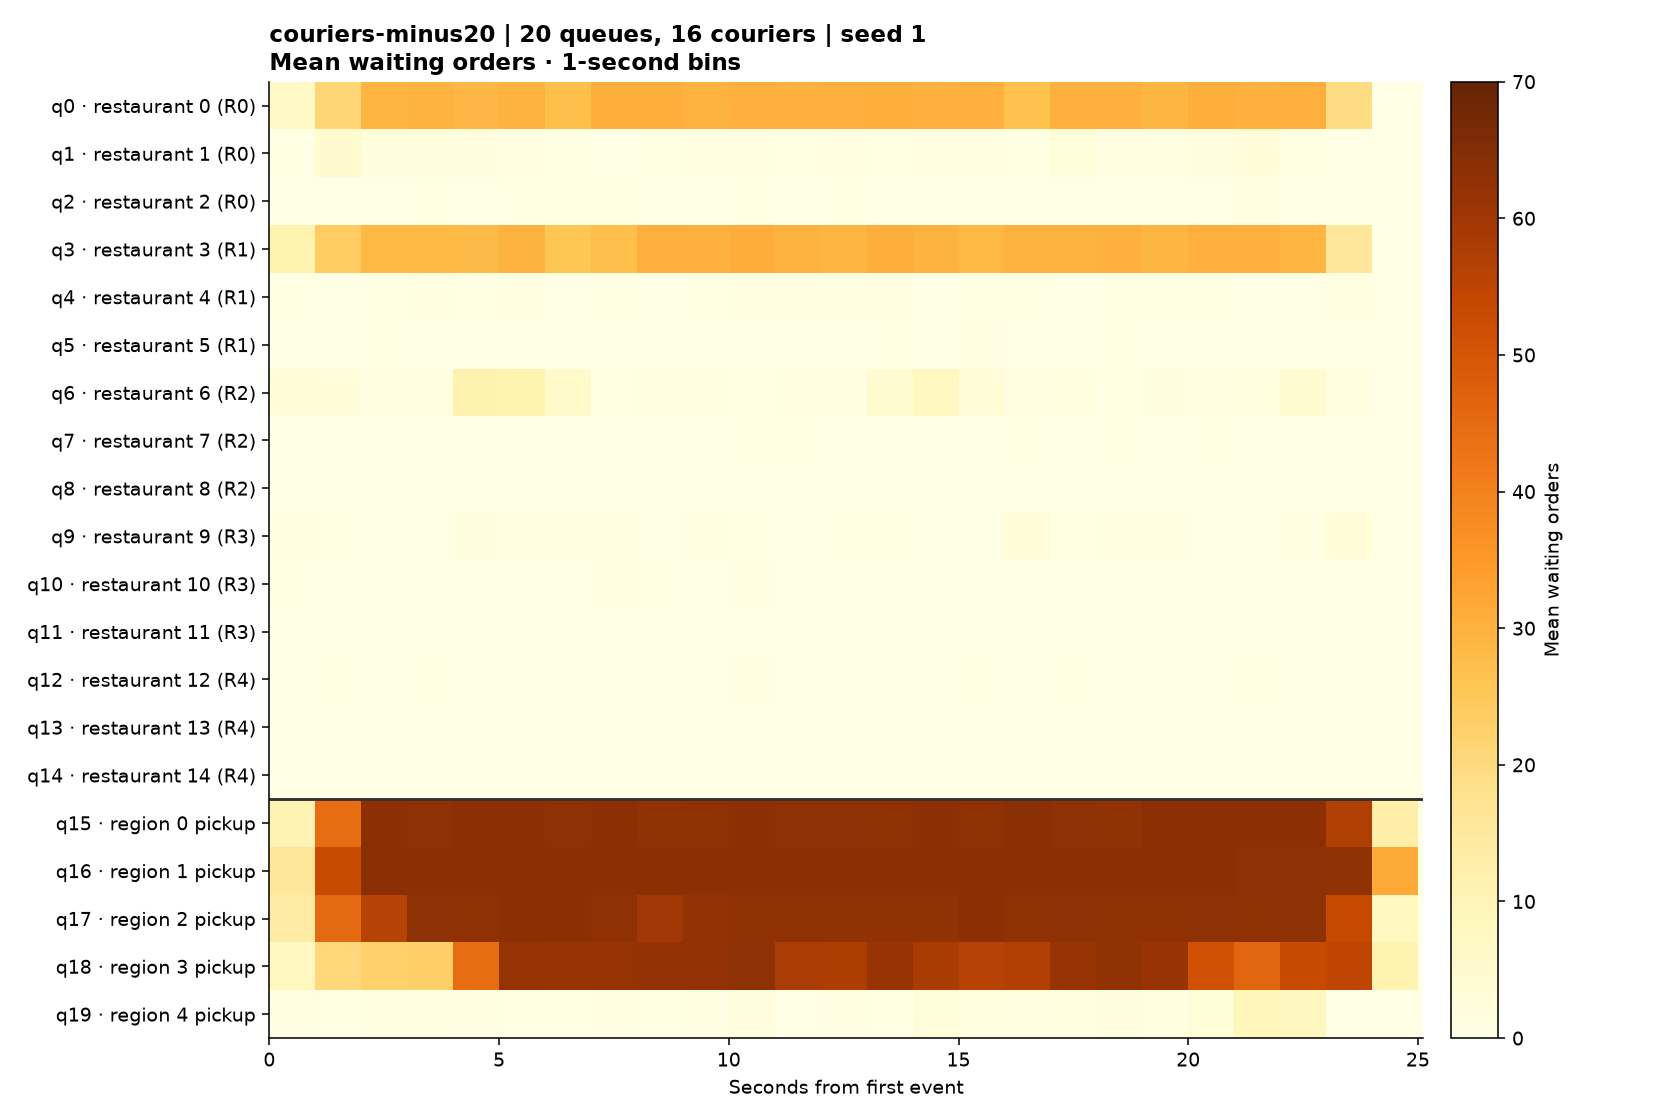 couriers-minus20 | 20 queues, 16 couriers | seed 1
Mean waiting orders · 1-second bins
q0 · restaurant 0 (R0)
q1 · restaurant 1 (R0)
q2 · restaurant 2 (R0)
q3 · restaurant 3 (R1)
q4 · restaurant 4 (R1)
q5 · restaurant 5 (R1)
q6 · restaurant 6 (R2)
q7 · restaurant 7 (R2)
q8 · restaurant 8 (R2)
q9 · restaurant 9 (R3)
q10 · restaurant 10 (R3)
q11 · restaurant 11 (R3)
q12 · restaurant 12 (R4)
q13 · restaurant 13 (R4)
q14 · restaurant 14 (R4)
q15 · region 0 pickup
q16 · region 1 pickup
q17 · region 2 pickup
q18 · region 3 pickup
q19 · region 4 pickup
0 5 10 15 20 25
Seconds from first event
70
60
50
40
30
20
10
0
Mean waiting orders